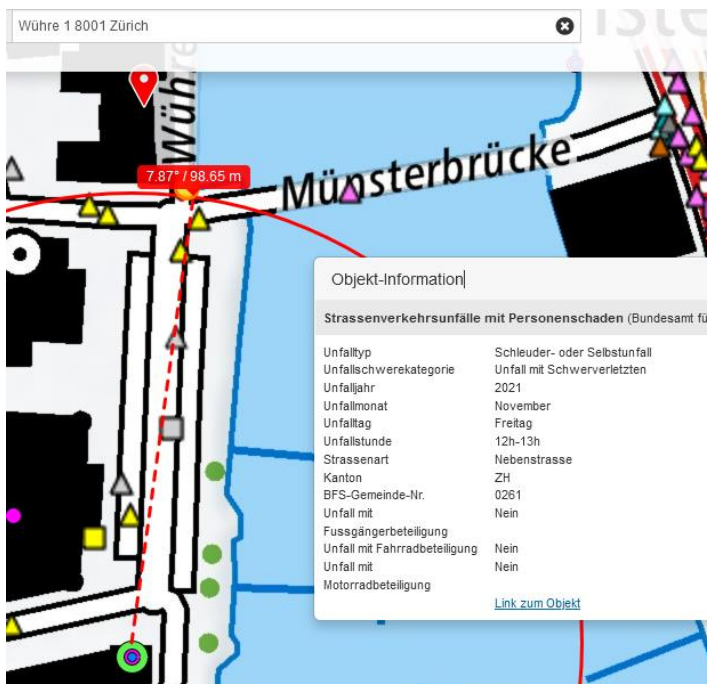 Wühre 1 8001 Zürich
Wühre
7.87° / 98.65 m
Münsterbrücke
Objekt-Information
Strassenverkehrsunfälle mit Personenschaden (Bundesamt fü
Unfalltyp Schleuder- oder Selbstunfall
Unfallschwerekategorie Unfall mit Schwerverletzten
Unfalljahr 2021
Unfallmonat November
Unfalltag Freitag
Unfallstunde 12h-13h
Strassenart Nebenstrasse
Kanton ZH
BFS-Gemeinde-Nr. 0261
Unfall mit Nein
Fussgängerbeteiligung
Unfall mit Fahrradbeteiligung Nein
Unfall mit Nein
Motorradbeteiligung
Link zum Objekt